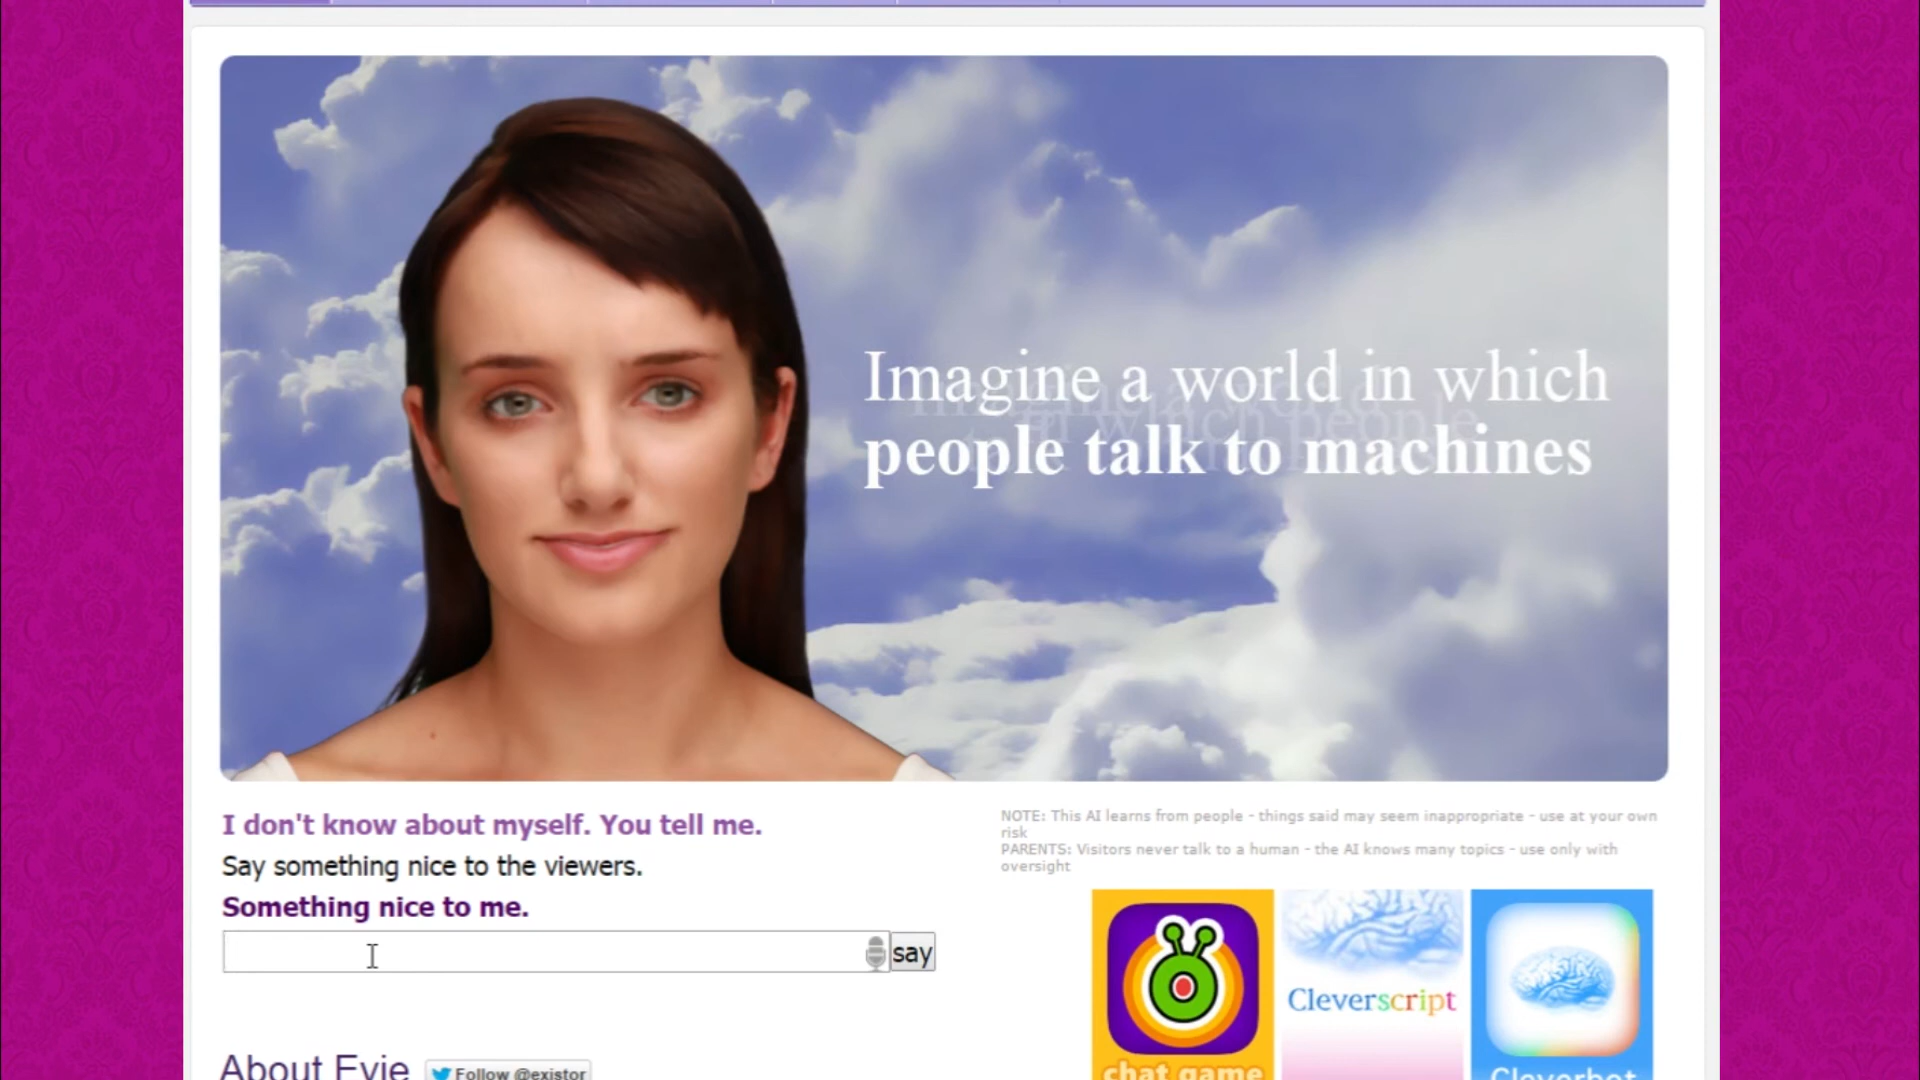 Imagine a world in which
people talk to machines
I don't know about myself. You tell me.
Say something nice to the viewers.
Something nice to me.
say
NOTE: This AI learns from people - things said may seem inappropriate - use at your own
risk
PARENTS: Visitors never talk to a human - the AI knows many topics - use only with
oversight
Cleverscript
chat game
Cleverbot
About Evie
Follow @existor